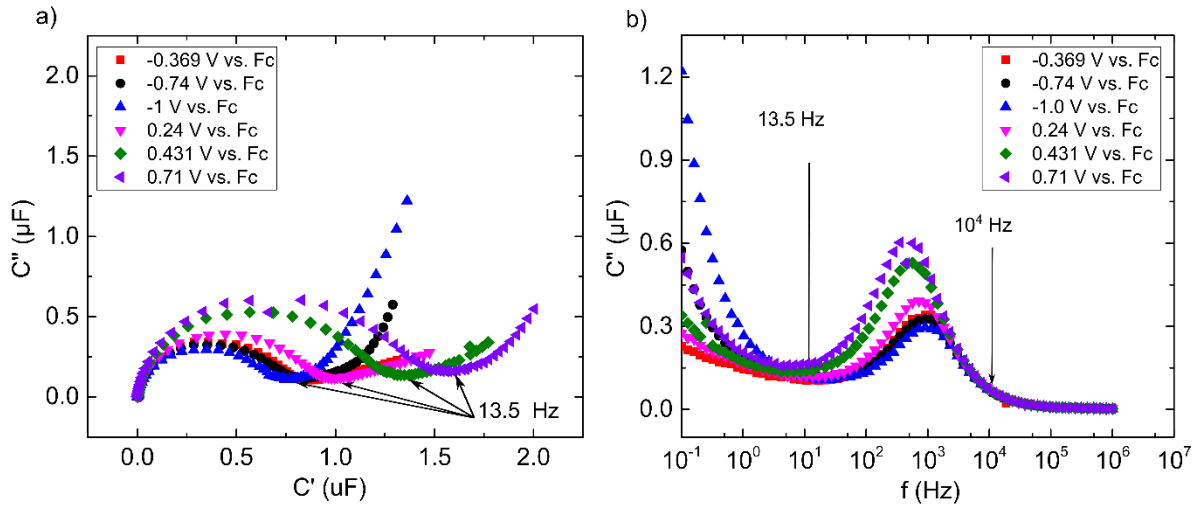 a)
-0.369 V vs. Fc
-0.74 V vs. Fc
-1 V vs. Fc
0.24 V vs. Fc
0.431 V vs. Fc
0.71 V vs. Fc
2.0
1.5
1.0
0.5
0.0
C'' (µF)
13.5 Hz
0.0 0.5 1.0 1.5 2.0
C' (uF)
b)
-0.369 V vs. Fc
-0.74 V vs. Fc
-1.0 V vs. Fc
0.24 V vs. Fc
0.431 V vs. Fc
0.71 V vs. Fc
1.2
0.9
0.6
0.3
0.0
C'' (µF)
13.5 Hz
10⁴ Hz
10⁻¹ 10⁰ 10¹ 10² 10³ 10⁴ 10⁵ 10⁶ 10⁷
f (Hz)